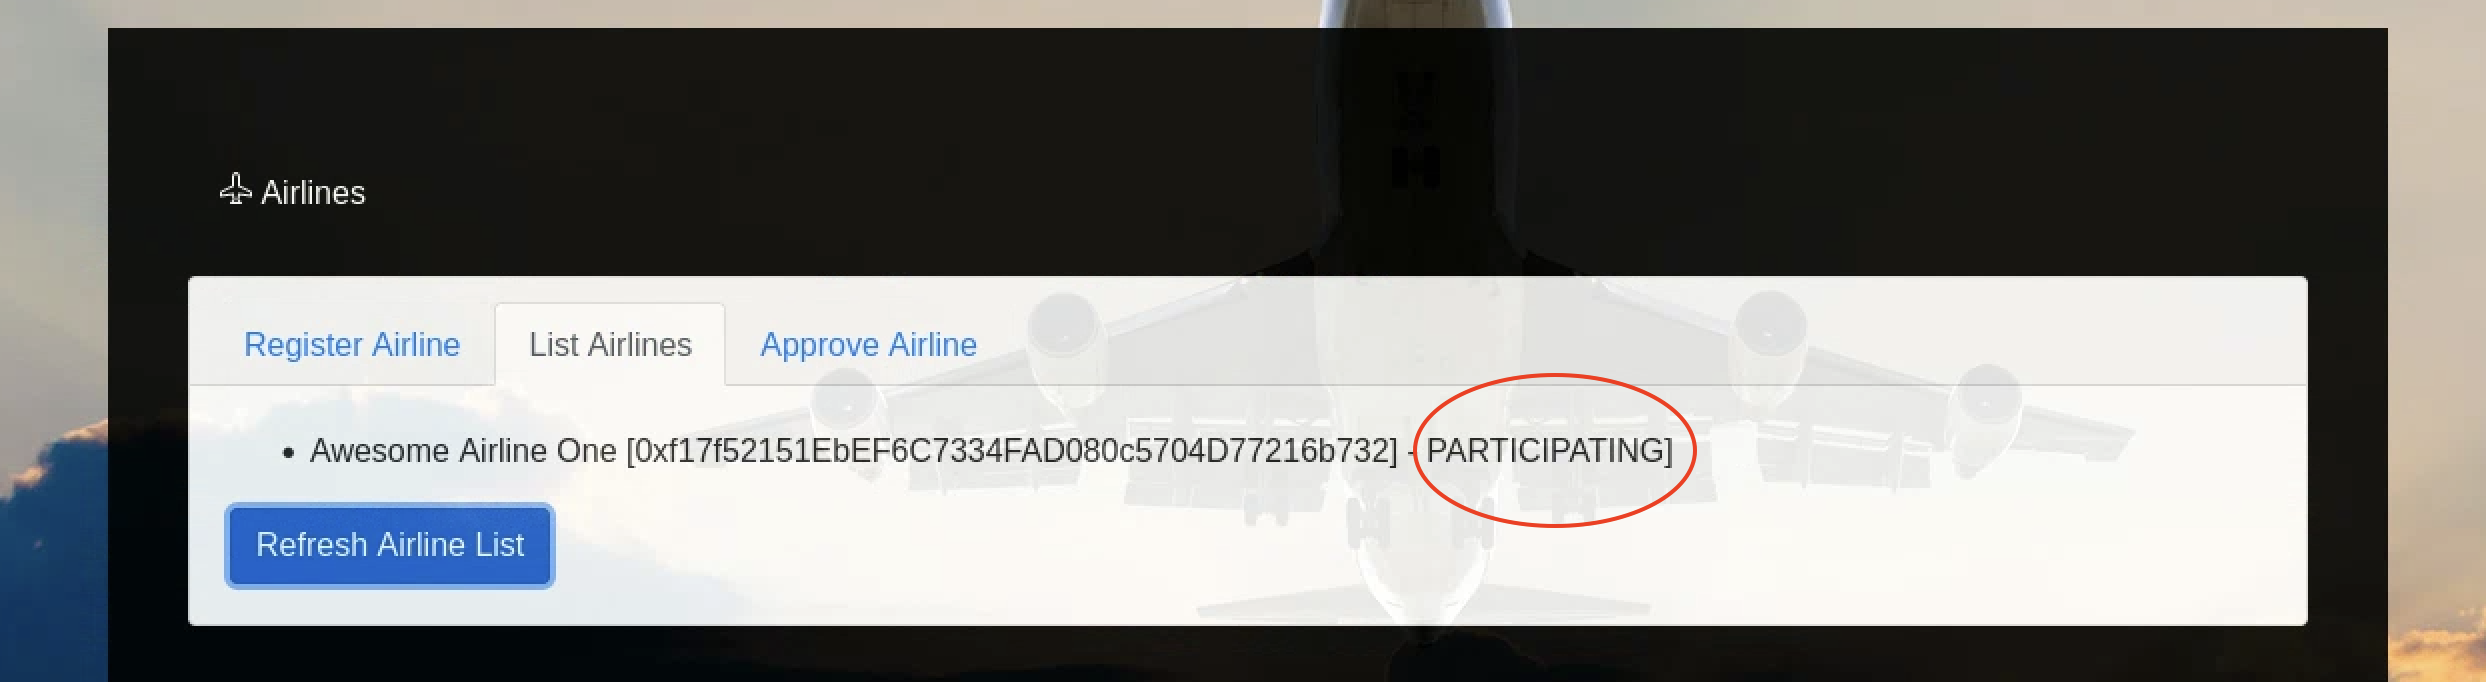 Airlines
Register Airline List Airlines Approve Airline
• Awesome Airline One [0xf17f52151EbEF6C7334FAD080c5704D77216b732] - PARTICIPATING]
Refresh Airline List